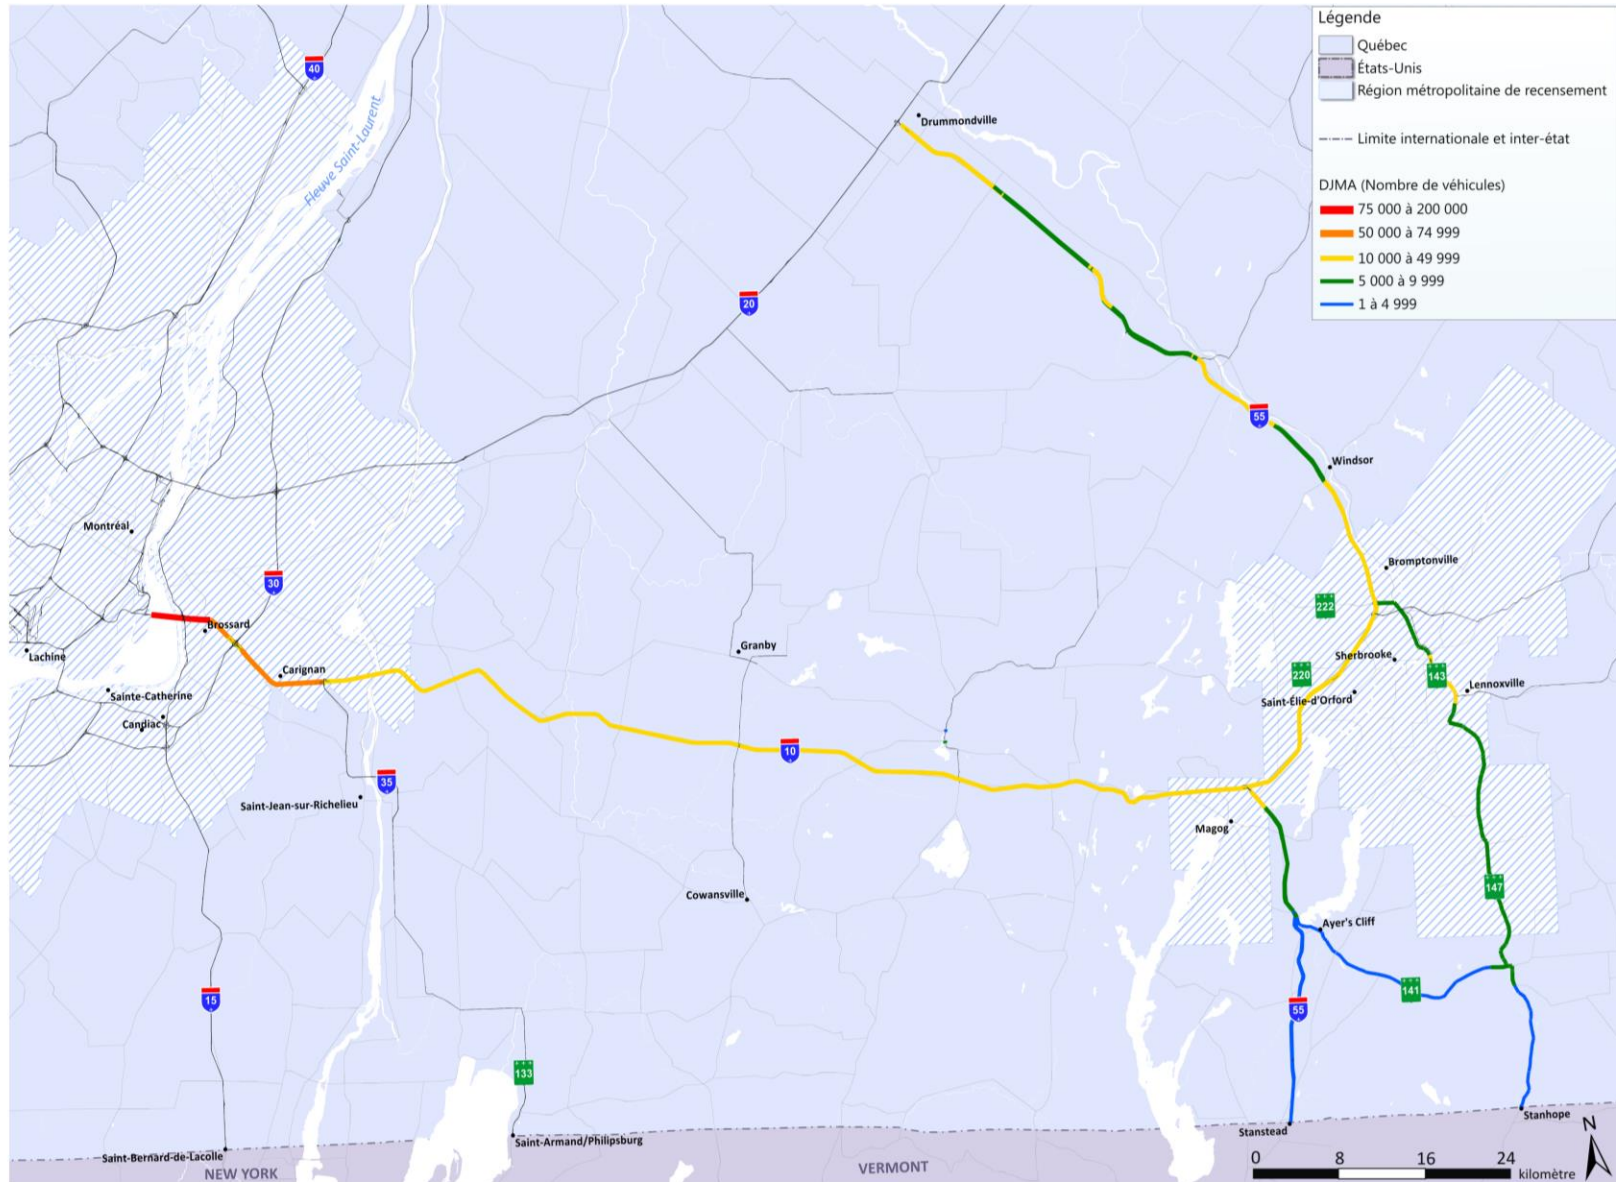 Légende
Québec
États-Unis
Région métropolitaine de recensement
Limite internationale et inter-état
DJMA (Nombre de véhicules)
75 000 à 200 000
50 000 à 74 999
10 000 à 49 999
5 000 à 9 999
1 à 4 999
40
Fleuve Saint-Laurent
Drummondville
20
55
Windsor
Montréal
Bromptonville
30
222
Brossard
Lachine
Granby
Sherbrooke
Carignan
220
143
Lennoxville
Sainte-Catherine
Saint-Élie-d'Orford
Candiac
10
35
Saint-Jean-sur-Richelieu
Magog
147
Cowansville
Ayer's Cliff
141
15
55
133
Stanhope
Stanstead
Saint-Armand/Philipsburg
Saint-Bernard-de-Lacolle
NEW YORK
VERMONT
N
0 8 16 24
kilomètre